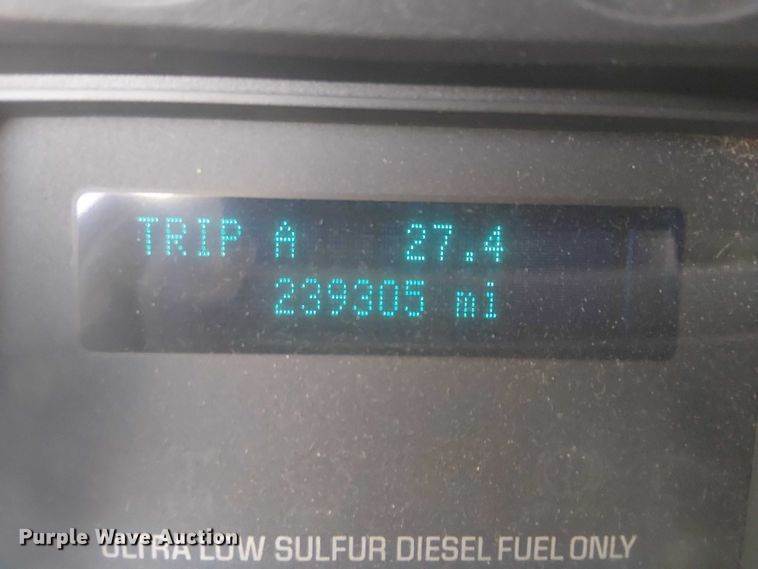 TRIP A 27.4
239305 mi
ULTRA LOW SULFUR DIESEL FUEL ONLY
Purple Wave Auction